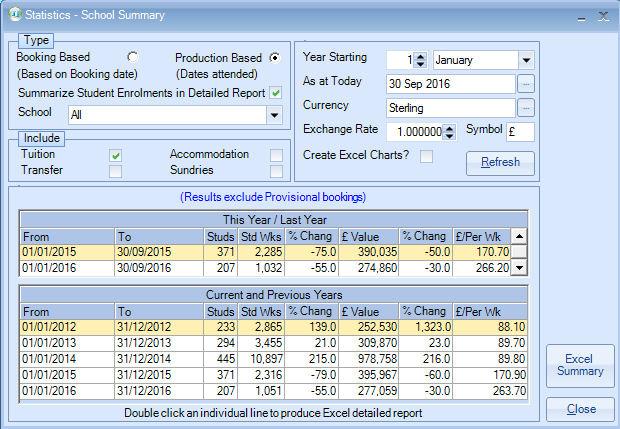 Statistics - School Summary
Type
Booking Based Production Based
(Based on Booking date) (Dates attended)
Summarize Student Enrolments in Detailed Report
School All
Include
Tuition Accommodation
Transfer Sundries
Year Starting 1 January
As at Today 30 Sep 2016 ...
Currency Sterling ...
Exchange Rate 1.000000 Symbol £
Create Excel Charts? Refresh
(Results exclude Provisional bookings)
This Year / Last Year
From To Studs Std Wks % Chang £ Value % Chang £/Per Wk
01/01/2015 30/09/2015 371 2,285 -75.0 390,035 -50.0 170.70
01/01/2016 30/09/2016 207 1,032 -55.0 274,860 -30.0 266.20
Current and Previous Years
From To Studs Std Wks % Chang £ Value % Chang £/Per Wk
01/01/2012 31/12/2012 233 2,865 139.0 252,530 1,323.0 88.10
01/01/2013 31/12/2013 294 3,455 21.0 309,870 23.0 89.70
01/01/2014 31/12/2014 445 10,897 215.0 978,758 216.0 89.80
01/01/2015 31/12/2015 371 2,316 -79.0 395,967 -60.0 170.90
01/01/2016 31/12/2016 207 1,051 -55.0 277,059 -30.0 263.70
Double click an individual line to produce Excel detailed report
Excel
Summary
Close